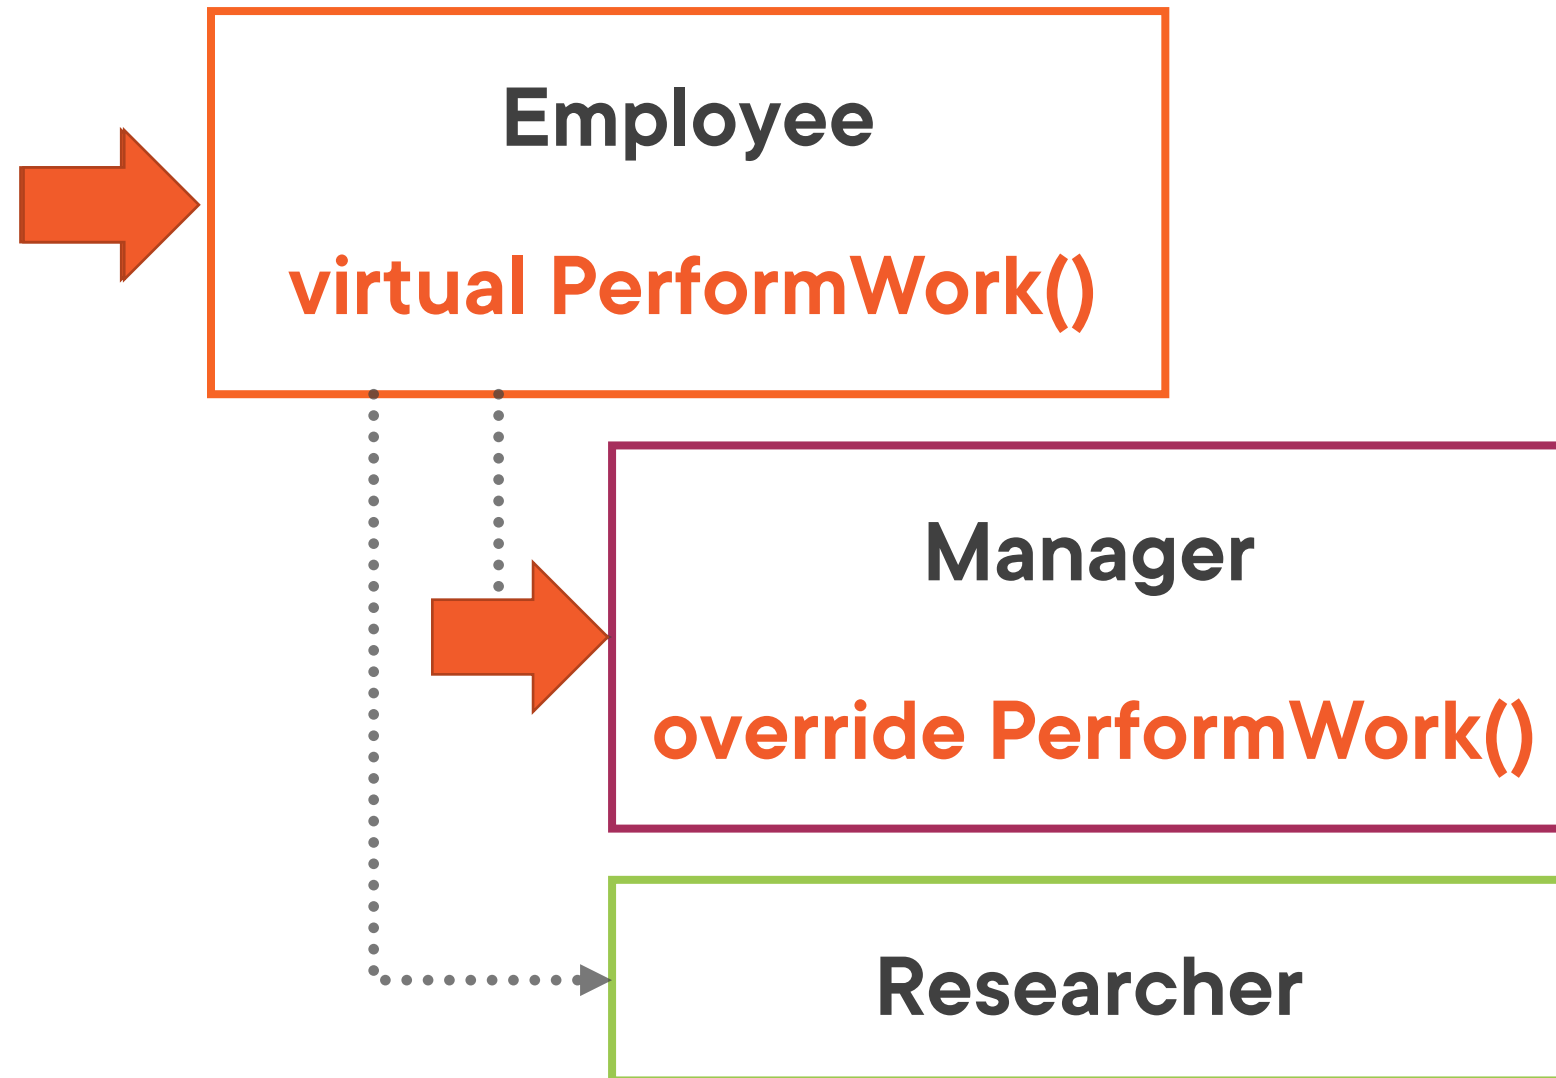 Employee
virtual PerformWork()
Manager
override PerformWork()
Researcher